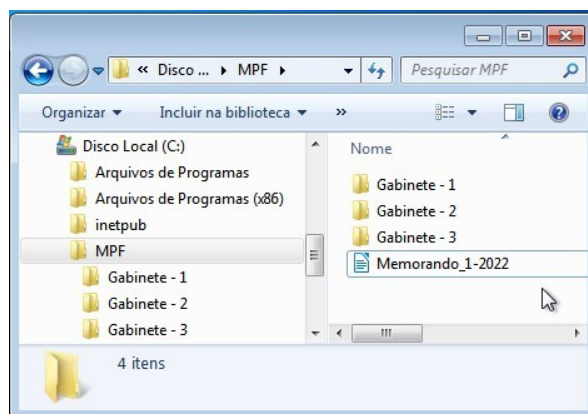 « Disco ... ▸ MPF ▸ Pesquisar MPF
Organizar Incluir na biblioteca »
Disco Local (C:)
Arquivos de Programas
Arquivos de Programas (x86)
inetpub
MPF
Gabinete - 1
Gabinete - 2
Gabinete - 3
Nome
Gabinete - 1
Gabinete - 2
Gabinete - 3
Memorando_1-2022
4 itens